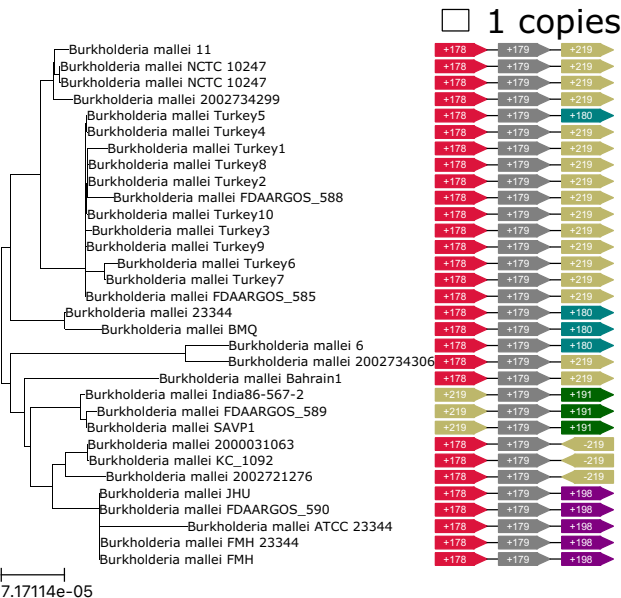 1 copies
Burkholderia mallei 11 +178 +179 +219
Burkholderia mallei NCTC 10247 +178 +179 +219
Burkholderia mallei NCTC 10247 +178 +179 +219
Burkholderia mallei 2002734299 +178 +179 +219
Burkholderia mallei Turkey5 +178 +179 +180
Burkholderia mallei Turkey4 +178 +179 +219
Burkholderia mallei Turkey1 +178 +179 +219
Burkholderia mallei Turkey8 +178 +179 +219
Burkholderia mallei Turkey2 +178 +179 +219
Burkholderia mallei FDAARGOS_588 +178 +179 +219
Burkholderia mallei Turkey10 +178 +179 +219
Burkholderia mallei Turkey3 +178 +179 +219
Burkholderia mallei Turkey9 +178 +179 +219
Burkholderia mallei Turkey6 +178 +179 +219
Burkholderia mallei Turkey7 +178 +179 +219
Burkholderia mallei FDAARGOS_585 +178 +179 +219
Burkholderia mallei 23344 +178 +179 +180
Burkholderia mallei BMQ +178 +179 +180
Burkholderia mallei 6 +178 +179 +180
Burkholderia mallei 2002734306 +178 +179 +219
Burkholderia mallei Bahrain1 +178 +179 +219
Burkholderia mallei India86-567-2 +219 +179 +191
Burkholderia mallei FDAARGOS_589 +219 +179 +191
Burkholderia mallei SAVP1 +219 +179 +191
Burkholderia mallei 2000031063 +178 +179 -219
Burkholderia mallei KC_1092 +178 +179 -219
Burkholderia mallei 2002721276 +178 +179 -219
Burkholderia mallei JHU +178 +179 +198
Burkholderia mallei FDAARGOS_590 +178 +179 +198
Burkholderia mallei ATCC 23344 +178 +179 +198
Burkholderia mallei FMH 23344 +178 +179 +198
Burkholderia mallei FMH +178 +179 +198
7.17114e-05